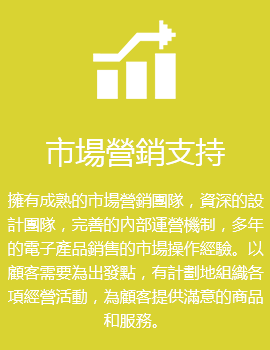 市場營銷支持
擁有成熟的市場營銷團隊，資深的設
計團隊，完善的內部運營機制，多年
的電子產品銷售的市場操作經驗。以
顧客需要為出發點，有計劃地組織各
項經營活動，為顧客提供滿意的商品
和服務。